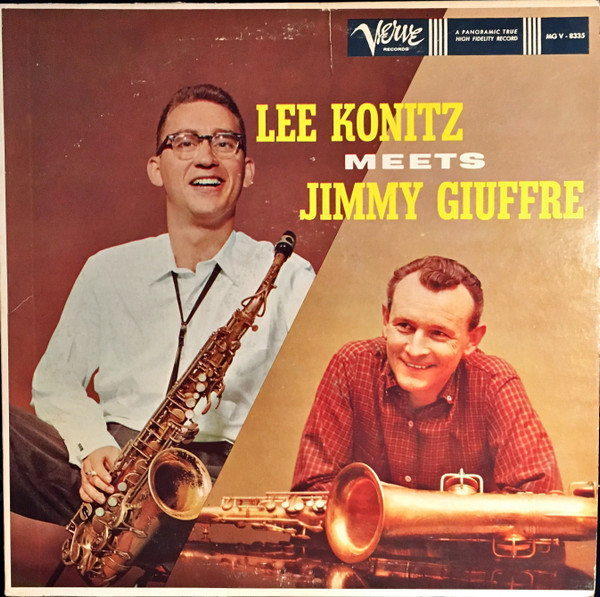 Verve
RECORDS
A PANORAMIC TRUE
HIGH FIDELITY RECORD
MG V - 8335
LEE KONITZ
MEETS
JIMMY GIUFFRE